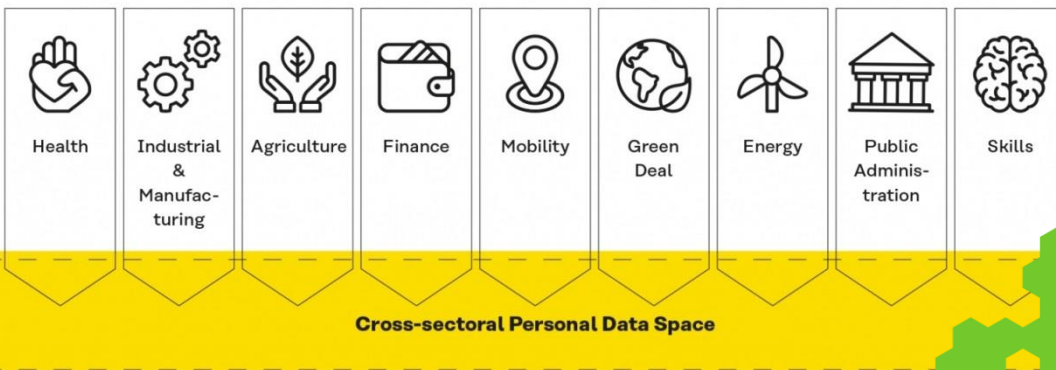 Health
Industrial
&
Manufac-
turing
Agriculture
Finance
Mobility
Green
Deal
Energy
Public
Adminis-
tration
Skills
Cross-sectoral Personal Data Space